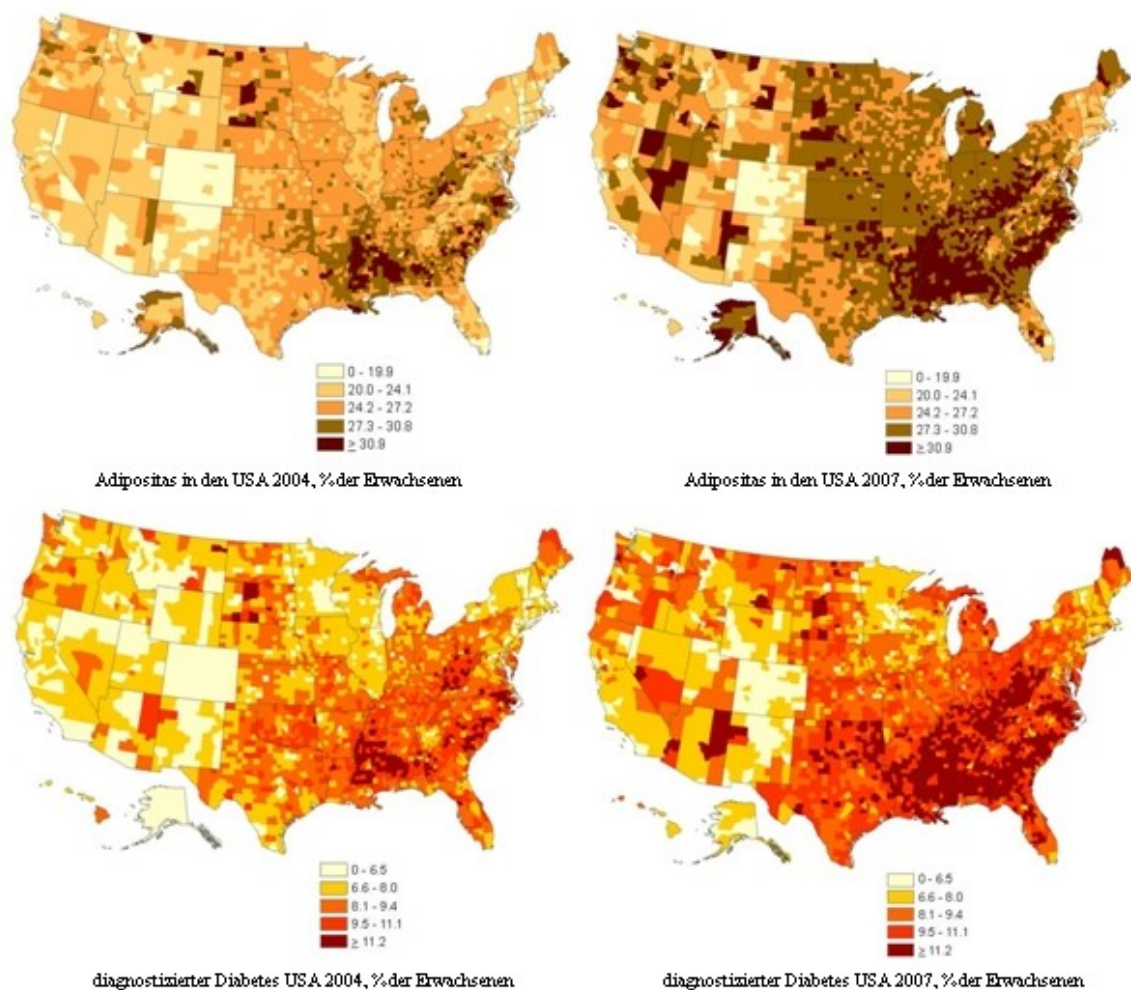 0 - 19.9
20.0 - 24.1
24.2 - 27.2
27.3 - 30.8
≥ 30.9
Adipositas in den USA 2004, % der Erwachsenen
0 - 19.9
20.0 - 24.1
24.2 - 27.2
27.3 - 30.8
≥ 30.9
Adipositas in den USA 2007, % der Erwachsenen
0 - 6.5
6.6 - 8.0
8.1 - 9.4
9.5 - 11.1
≥ 11.2
diagnostizierter Diabetes USA 2004, % der Erwachsenen
0 - 6.5
6.6 - 8.0
8.1 - 9.4
9.5 - 11.1
≥ 11.2
diagnostizierter Diabetes USA 2007, % der Erwachsenen